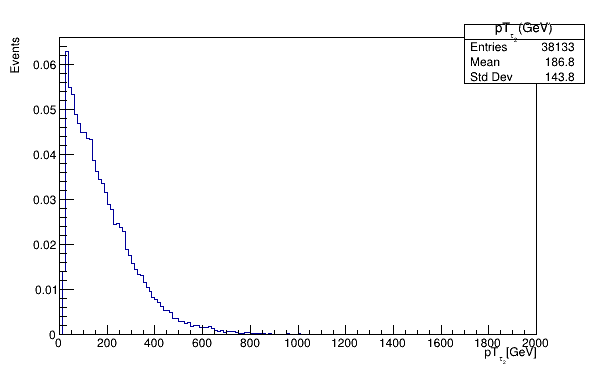 pT_τ₂(GeV)
Entries 38133
Mean 186.8
Std Dev 143.8
Events
0.06
0.05
0.04
0.03
0.02
0.01
0
0 200 400 600 800 1000 1200 1400 1600 1800 2000
pT_τ₂[GeV]